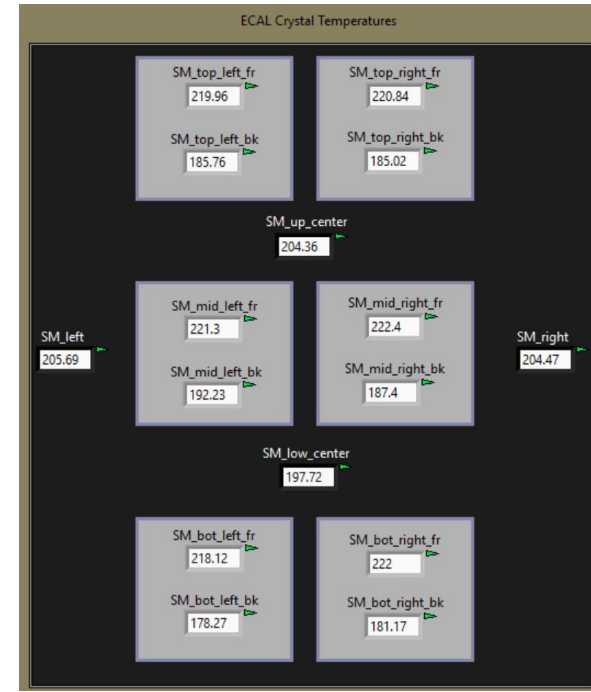 ECAL Crystal Temperatures
SM_top_left_fr
219.96
SM_top_left_bk
185.76
SM_top_right_fr
220.84
SM_top_right_bk
185.02
SM_up_center
204.36
SM_left
205.69
SM_mid_left_fr
221.3
SM_mid_left_bk
192.23
SM_mid_right_fr
222.4
SM_mid_right_bk
187.4
SM_right
204.47
SM_low_center
197.72
SM_bot_left_fr
218.12
SM_bot_left_bk
178.27
SM_bot_right_fr
222
SM_bot_right_bk
181.17